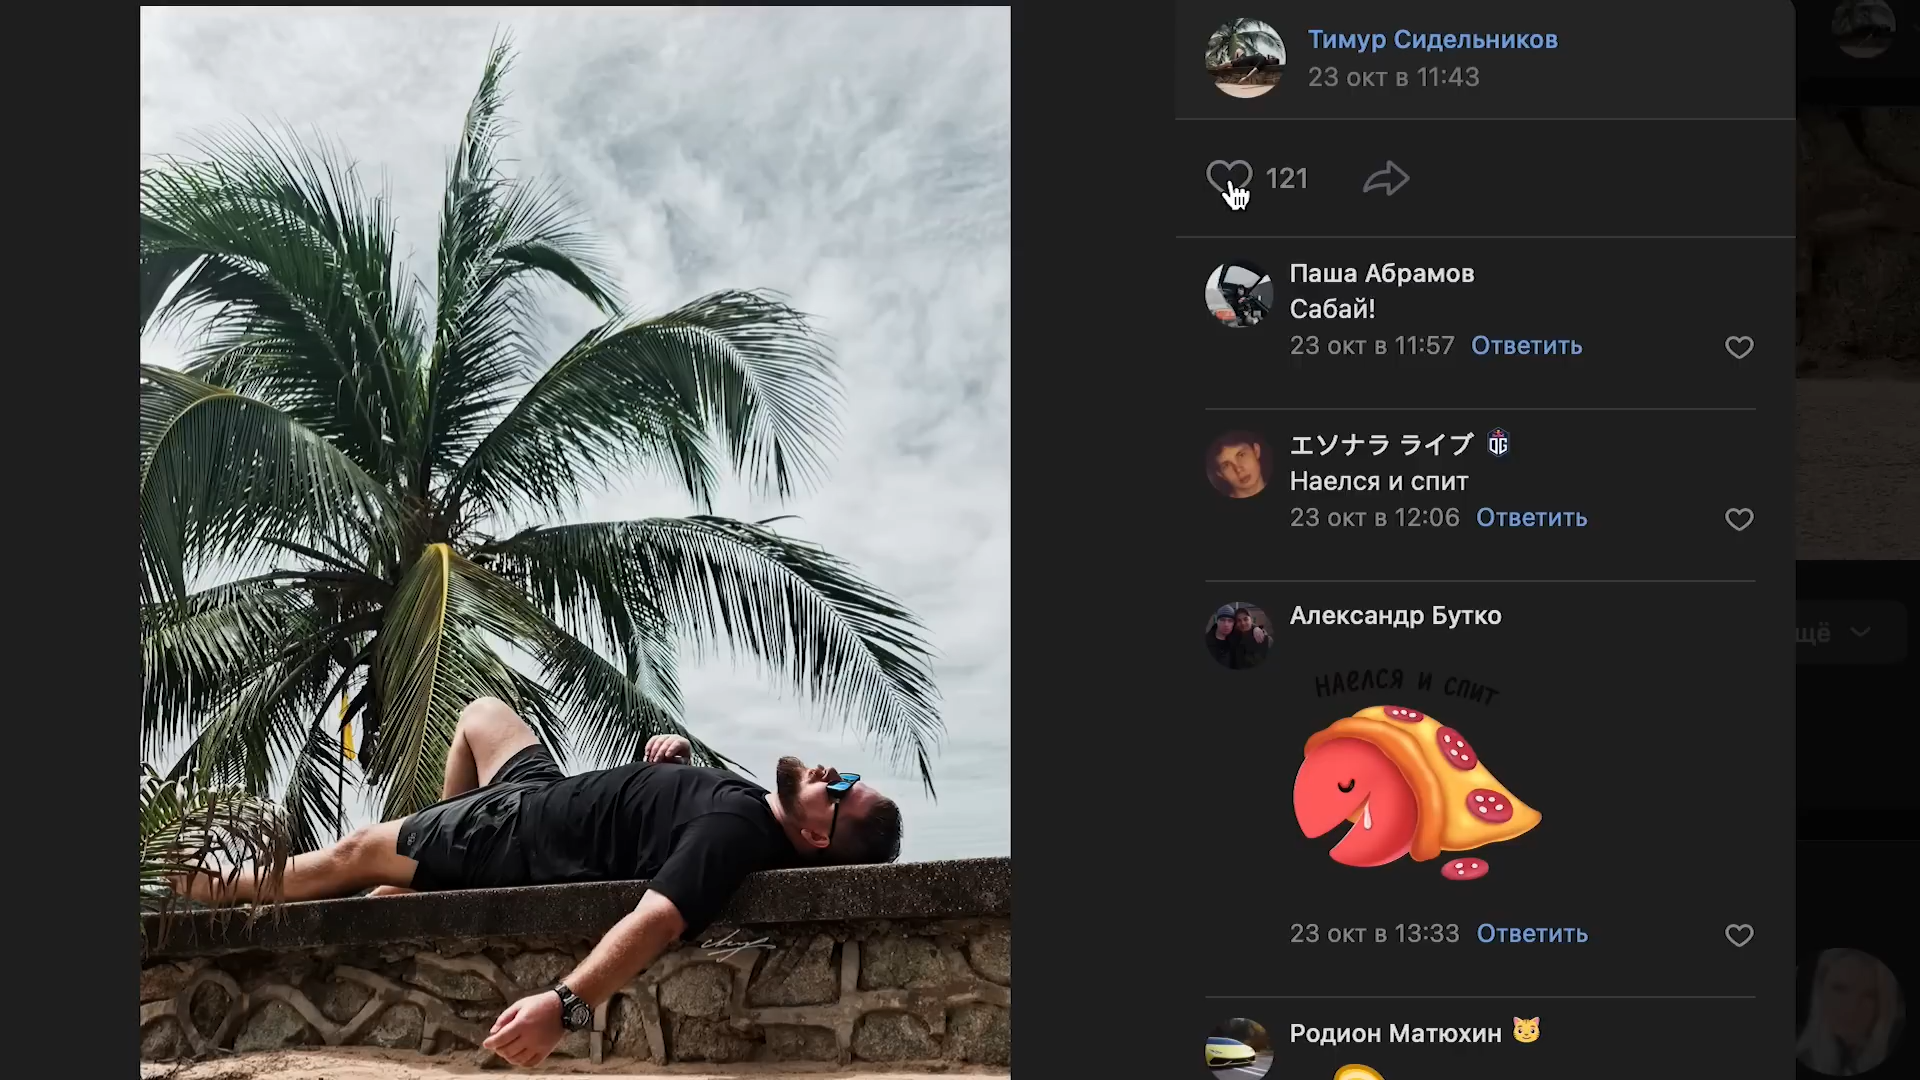 Тимур Сидельников
23 окт в 11:43
121
Паша Абрамов
Сабай!
23 окт в 11:57 Ответить
エソナラ ライブ OG
Наелся и спит
23 окт в 12:06 Ответить
Александр Бутко
НАЕЛСЯ И СПИТ
23 окт в 13:33 Ответить
Родион Матюхин
щё